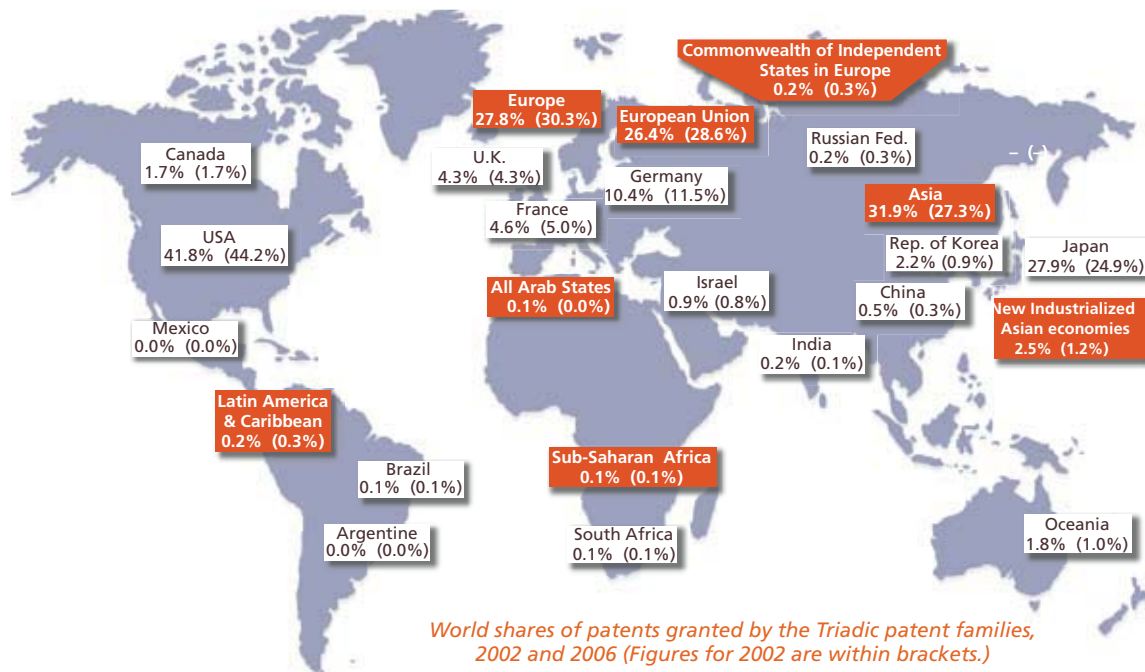 Commonwealth of Independent
States in Europe
0.2% (0.3%)
Europe
27.8% (30.3%)
European Union
26.4% (28.6%)
Russian Fed.
0.2% (0.3%)
– (–)
Canada
1.7% (1.7%)
U.K.
4.3% (4.3%)
Germany
10.4% (11.5%)
Asia
31.9% (27.3%)
France
4.6% (5.0%)
USA
41.8% (44.2%)
Rep. of Korea
2.2% (0.9%)
Japan
27.9% (24.9%)
All Arab States
0.1% (0.0%)
Israel
0.9% (0.8%)
China
0.5% (0.3%)
New Industrialized
Asian economies
2.5% (1.2%)
Mexico
0.0% (0.0%)
India
0.2% (0.1%)
Latin America
& Caribbean
0.2% (0.3%)
Sub-Saharan Africa
0.1% (0.1%)
Brazil
0.1% (0.1%)
Argentine
0.0% (0.0%)
South Africa
0.1% (0.1%)
Oceania
1.8% (1.0%)
World shares of patents granted by the Triadic patent families,
2002 and 2006 (Figures for 2002 are within brackets.)